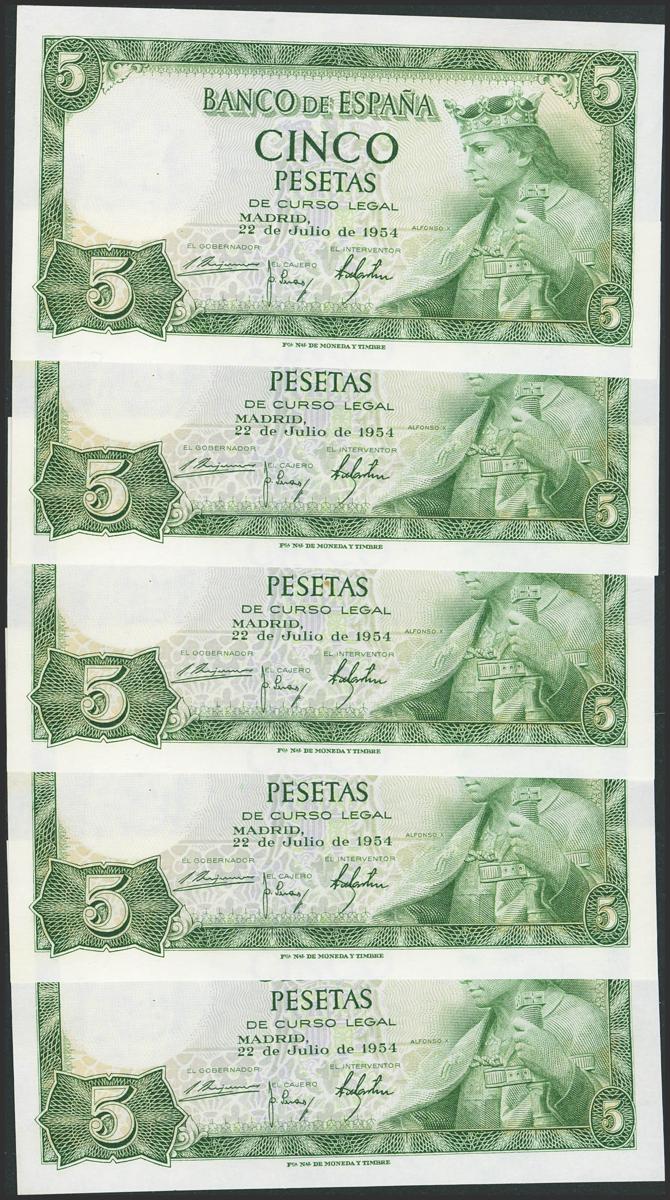 5 5
BANCO DE ESPAÑA
CINCO
PESETAS
DE CURSO LEGAL
MADRID,
22 de Julio de 1954 ALFONSO X
EL GOBERNADOR EL INTERVENTOR
EL CAJERO
5 5
Fca Nal DE MONEDA Y TIMBRE
PESETAS
DE CURSO LEGAL
MADRID,
22 de Julio de 1954 ALFONSO X
EL GOBERNADOR EL INTERVENTOR
EL CAJERO
5 5
Fca Nal DE MONEDA Y TIMBRE
PESETAS
DE CURSO LEGAL
MADRID,
22 de Julio de 1954 ALFONSO X
EL GOBERNADOR EL INTERVENTOR
EL CAJERO
5 5
Fca Nal DE MONEDA Y TIMBRE
PESETAS
DE CURSO LEGAL
MADRID,
22 de Julio de 1954 ALFONSO X
EL GOBERNADOR EL INTERVENTOR
EL CAJERO
5 5
Fca Nal DE MONEDA Y TIMBRE
PESETAS
DE CURSO LEGAL
MADRID,
22 de Julio de 1954 ALFONSO X
EL GOBERNADOR EL INTERVENTOR
EL CAJERO
5 5
Fca Nal DE MONEDA Y TIMBRE